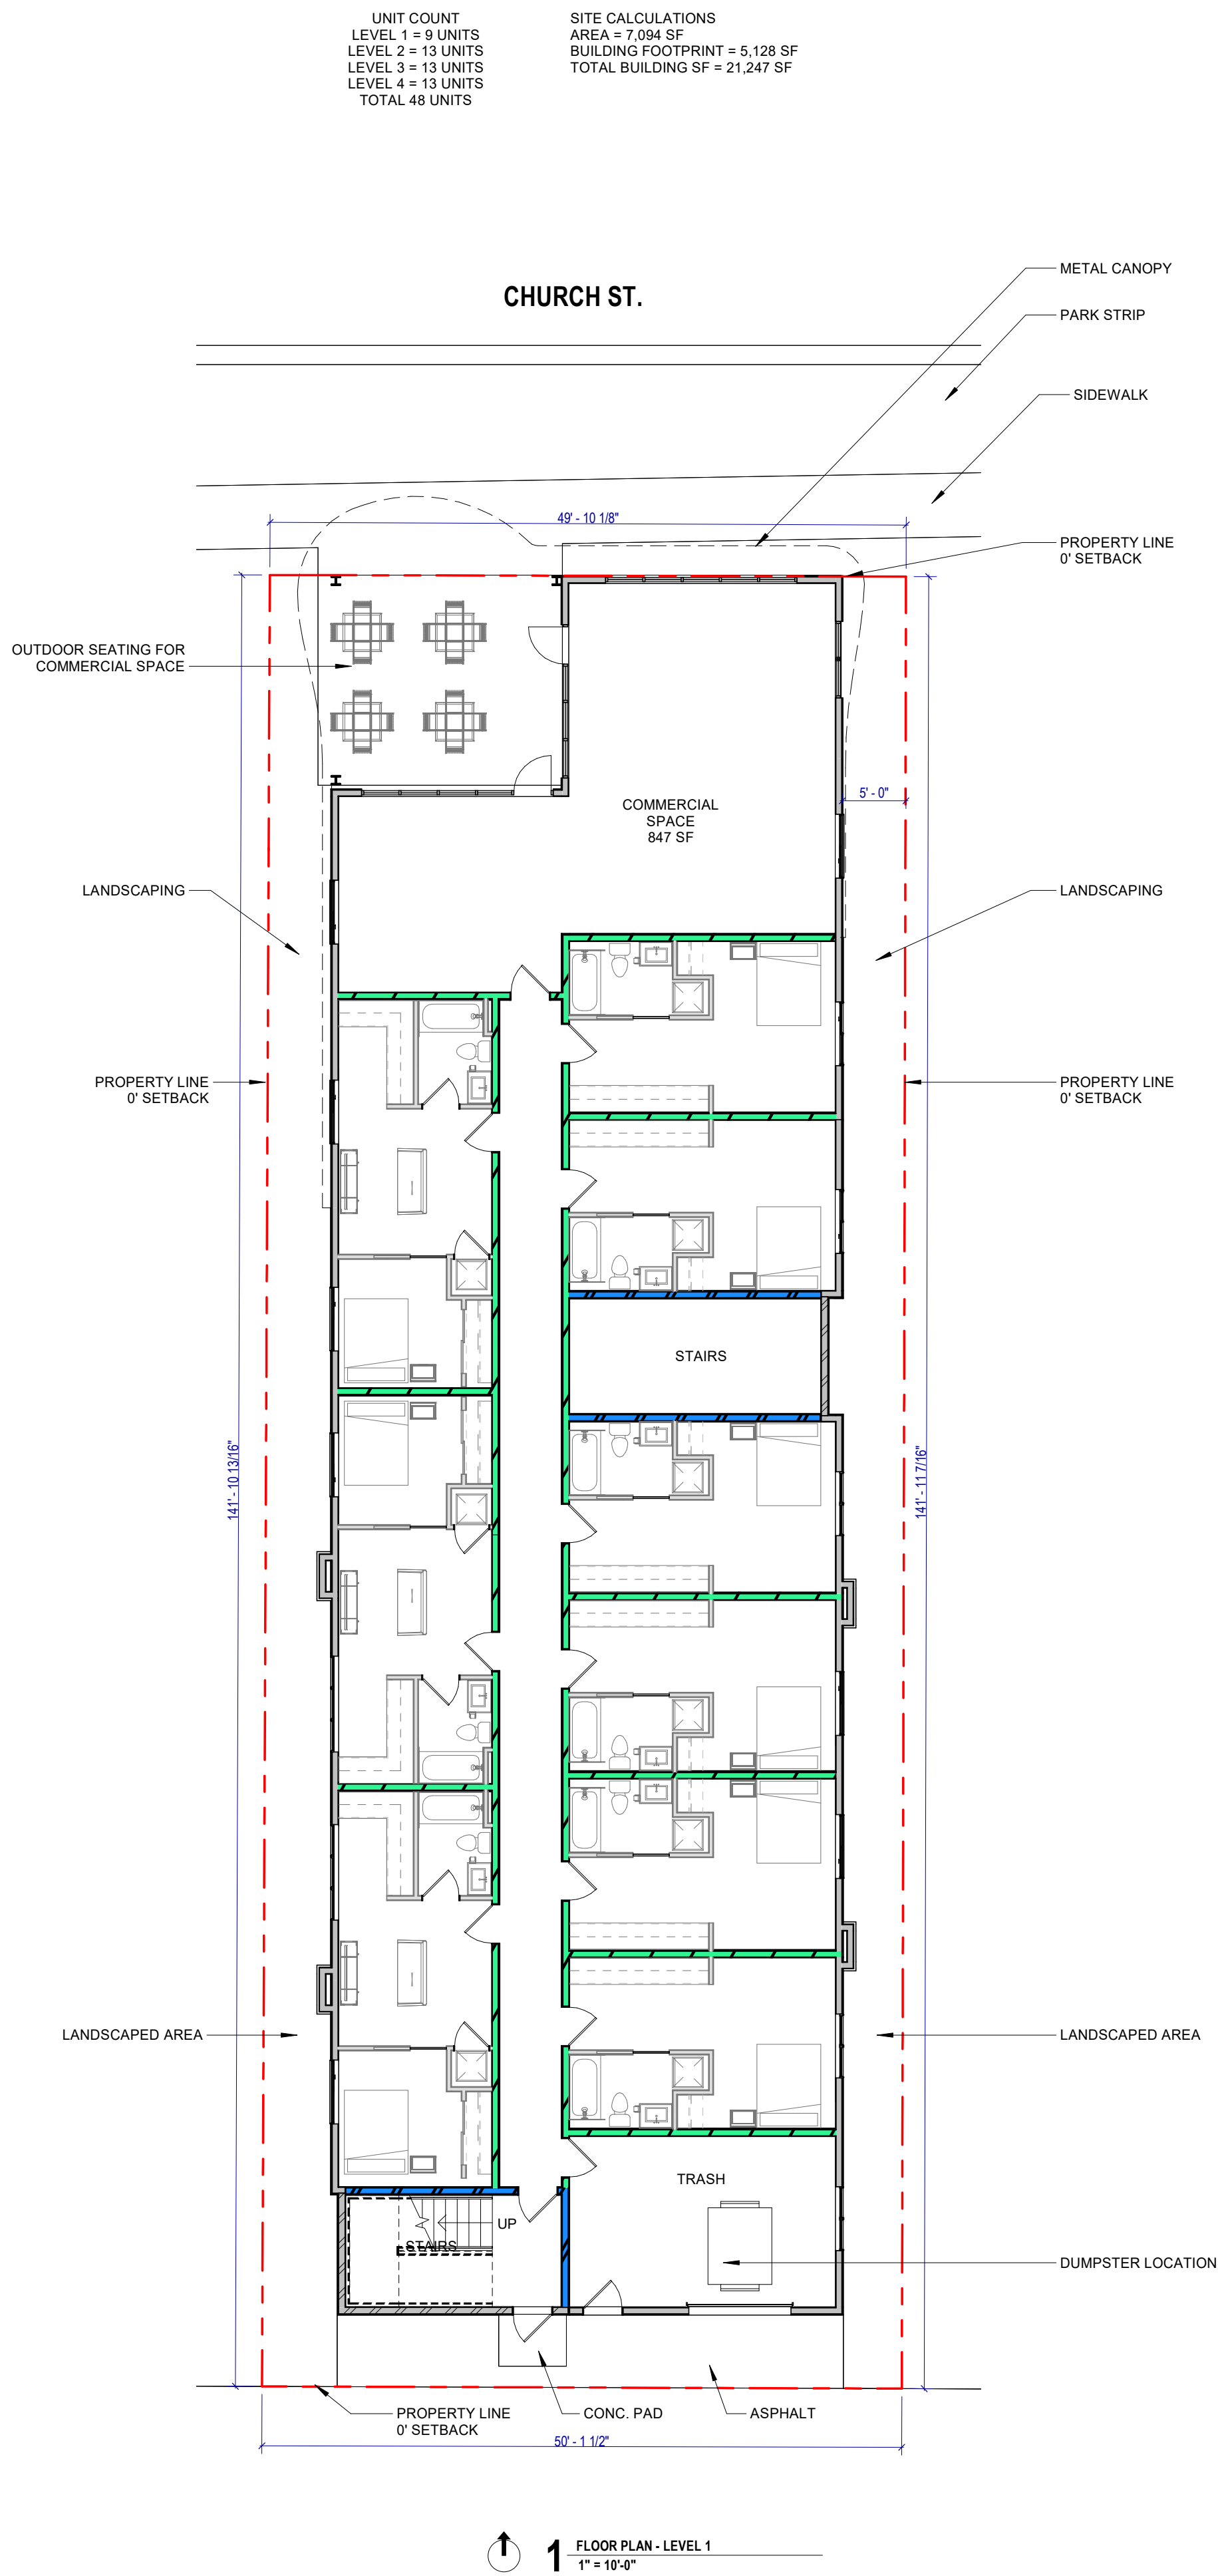 UNIT COUNT
LEVEL 1 = 9 UNITS
LEVEL 2 = 13 UNITS
LEVEL 3 = 13 UNITS
LEVEL 4 = 13 UNITS
TOTAL 48 UNITS
SITE CALCULATIONS
AREA = 7,094 SF
BUILDING FOOTPRINT = 5,128 SF
TOTAL BUILDING SF = 21,247 SF
METAL CANOPY
CHURCH ST.
PARK STRIP
SIDEWALK
49' - 10 1/8"
PROPERTY LINE
0' SETBACK
OUTDOOR SEATING FOR
COMMERCIAL SPACE
5' - 0"
COMMERCIAL
SPACE
847 SF
LANDSCAPING
LANDSCAPING
PROPERTY LINE
0' SETBACK
PROPERTY LINE
0' SETBACK
STAIRS
141' - 10 13/16"
141' - 11 7/16"
LANDSCAPED AREA
LANDSCAPED AREA
TRASH
UP
STAIRS
DUMPSTER LOCATION
PROPERTY LINE
0' SETBACK
CONC. PAD
ASPHALT
50' - 1 1/2"
1
FLOOR PLAN - LEVEL 1
1" = 10'-0"